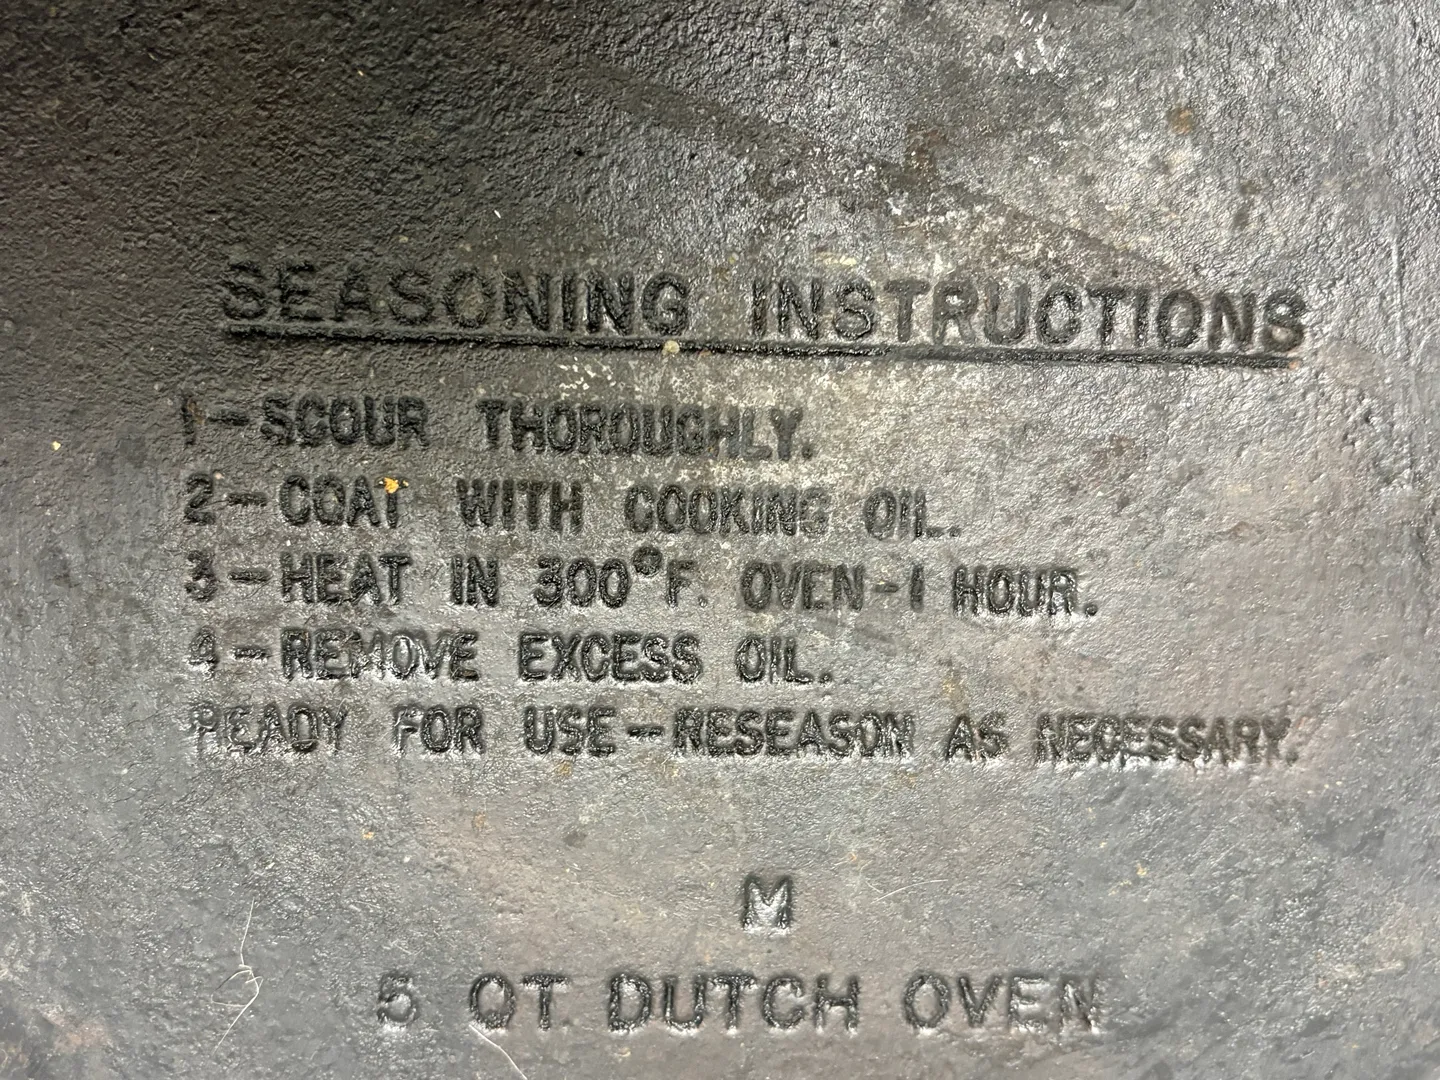 SEASONING INSTRUCTIONS
1-SCOUR THOROUGHLY.
2-COAT WITH COOKING OIL.
3-HEAT IN 300°F. OVEN-1 HOUR.
4-REMOVE EXCESS OIL.
READY FOR USE-RESEASON AS NECESSARY.
M
5 QT DUTCH OVEN